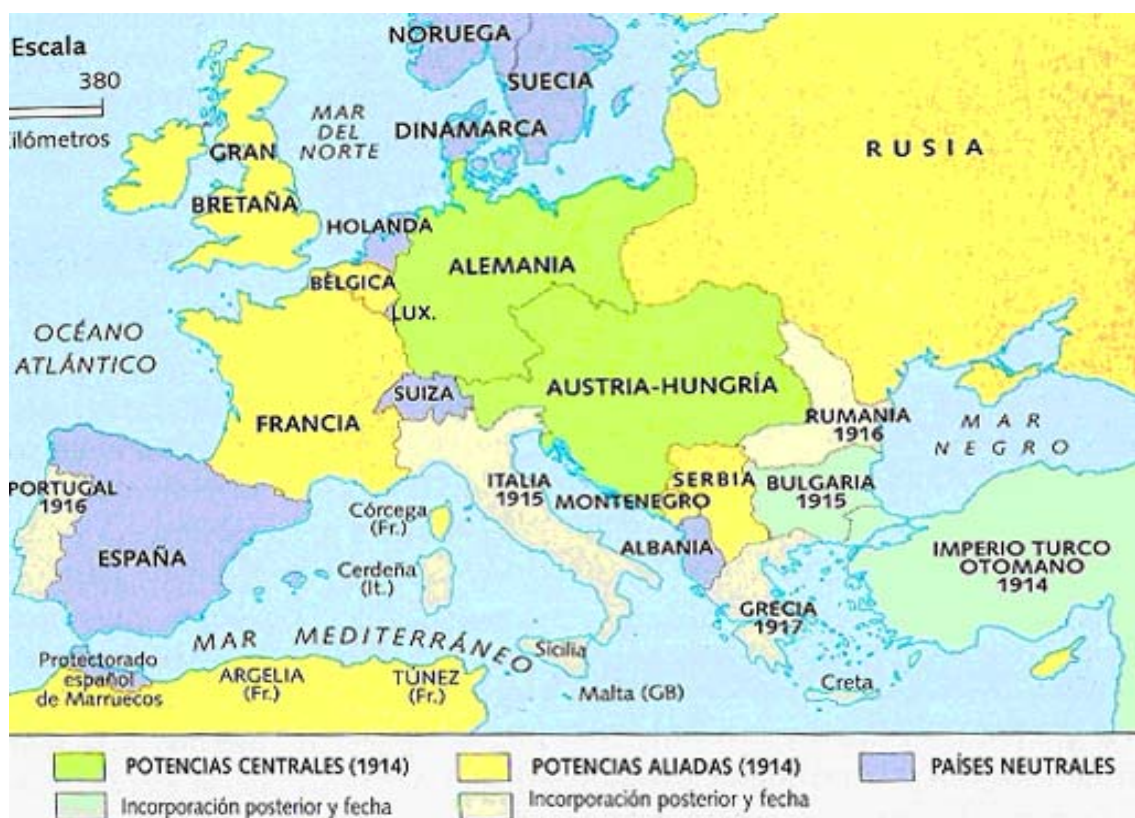 Escala
380
ilómetros
NORUEGA
SUECIA
MAR
DEL
NORTE
DINAMARCA
RUSIA
GRAN
BRETAÑA
HOLANDA
ALEMANIA
BÉLGICA
LUX.
OCÉANO
ATLÁNTICO
SUIZA
AUSTRIA-HUNGRÍA
FRANCIA
RUMANIA
1916
MAR
NEGRO
PORTUGAL
1916
ITALIA
1915
SERBIA
MONTENEGRO
BULGARIA
1915
Córcega
(Fr.)
ESPAÑA
ALBANIA
IMPERIO TURCO
OTOMANO
1914
Cerdeña
(It.)
GRECIA
1917
MAR MEDITERRÁNEO
Sicilia
Protectorado
español
de Marruecos
ARGELIA
(Fr.)
TÚNEZ
(Fr.)
Malta (GB)
Creta
POTENCIAS CENTRALES (1914)
Incorporación posterior y fecha
POTENCIAS ALIADAS (1914)
Incorporación posterior y fecha
PAÍSES NEUTRALES